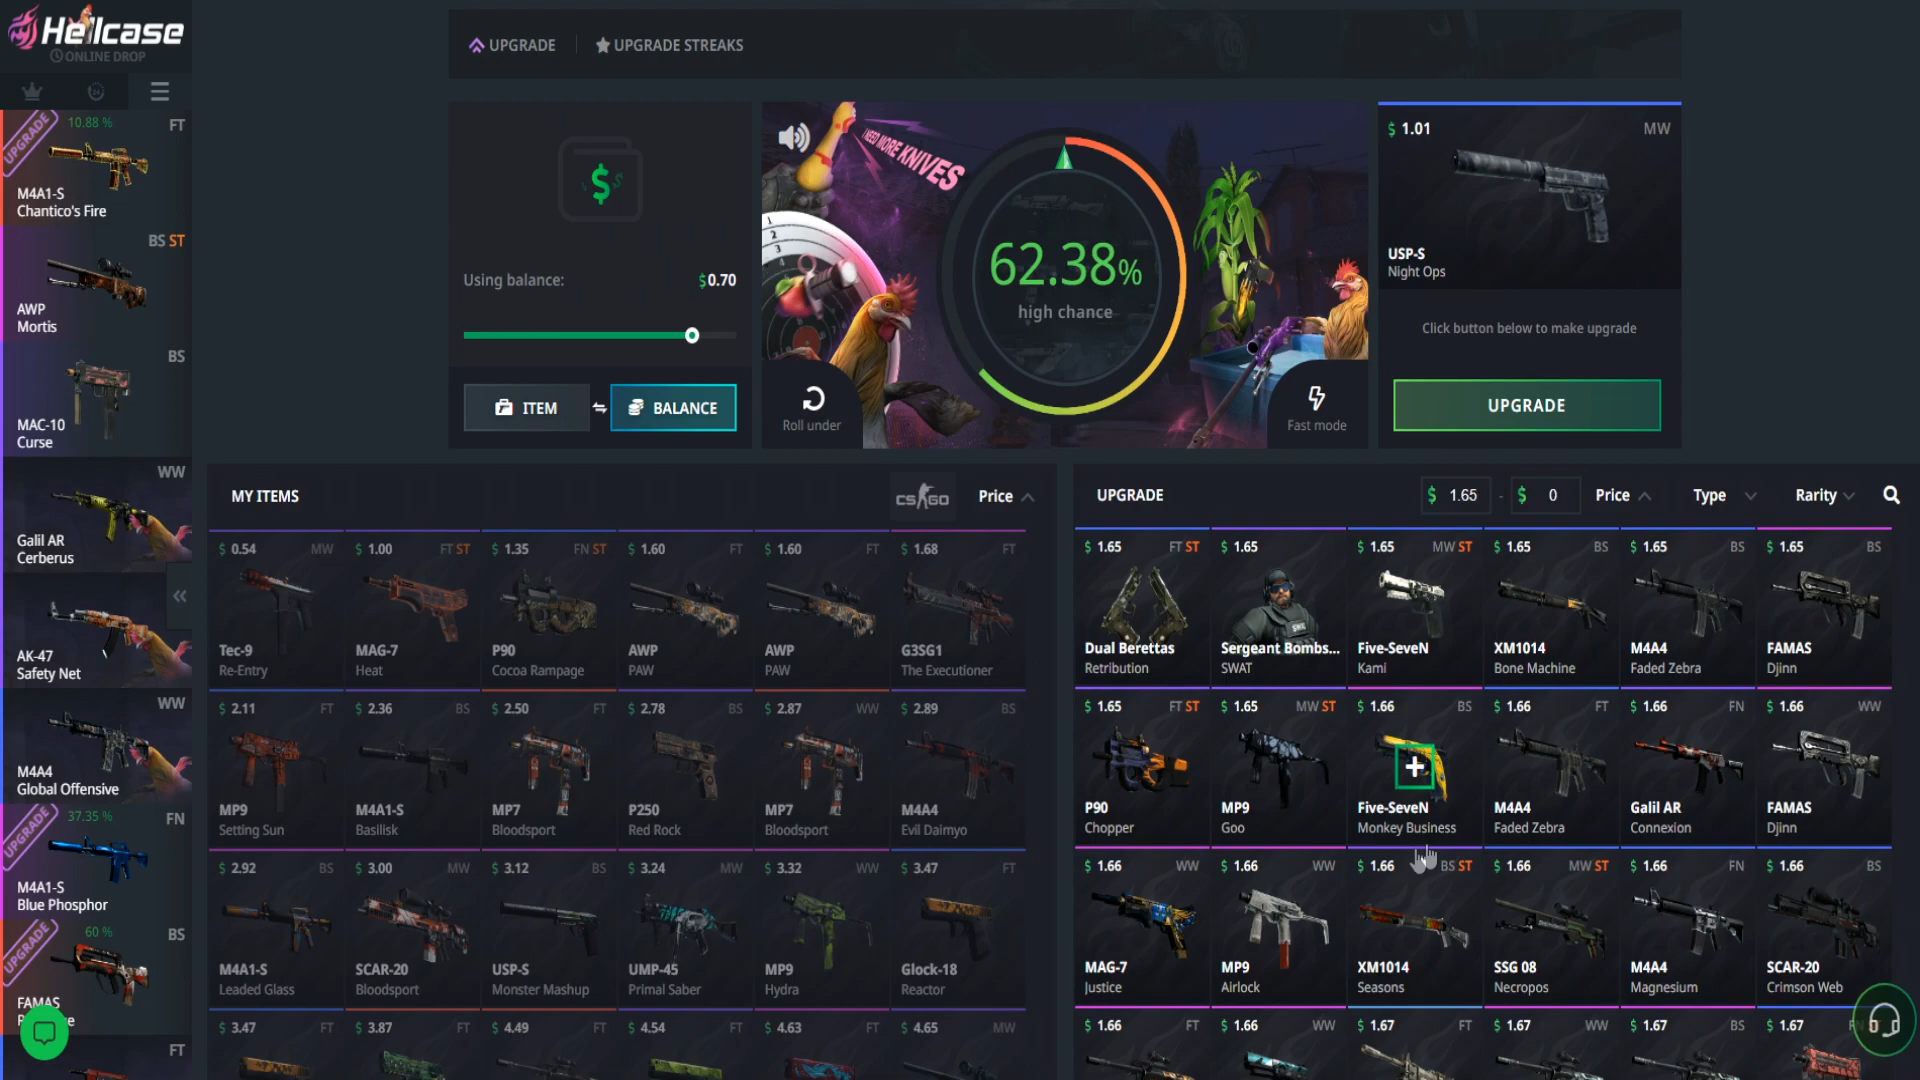 Hellcase
ONLINE DROP
24
UPGRADE
10.88 %
FT
M4A1-S
Chantico's Fire
BS ST
AWP
Mortis
BS
MAC-10
Curse
WW
Galil AR
Cerberus
AK-47
Safety Net
WW
M4A4
Global Offensive
UPGRADE
37.35 %
FN
M4A1-S
Blue Phosphor
UPGRADE
60 %
BS
FAMAS
FT
UPGRADE
UPGRADE STREAKS
Using balance:
$0.70
ITEM
BALANCE
I NEED MORE KNIVES
1
2
3
4
62.38%
high chance
Roll under
Fast mode
$ 1.01
MW
USP-S
Night Ops
Click button below to make upgrade
UPGRADE
MY ITEMS
CS GO
Price
$ 0.54 MW
Tec-9
Re-Entry
$ 1.00 FT ST
MAG-7
Heat
$ 1.35 FN ST
P90
Cocoa Rampage
$ 1.60 FT
AWP
PAW
$ 1.60 FT
AWP
PAW
$ 1.68 FT
G3SG1
The Executioner
$ 2.11 FT
MP9
Setting Sun
$ 2.36 BS
M4A1-S
Basilisk
$ 2.50 FT
MP7
Bloodsport
$ 2.78 BS
P250
Red Rock
$ 2.87 WW
MP7
Bloodsport
$ 2.89 BS
M4A4
Evil Daimyo
$ 2.92 BS
M4A1-S
Leaded Glass
$ 3.00 MW
SCAR-20
Bloodsport
$ 3.12 BS
USP-S
Monster Mashup
$ 3.24 MW
UMP-45
Primal Saber
$ 3.32 WW
MP9
Hydra
$ 3.47 FT
Glock-18
Reactor
$ 3.47 FT
$ 3.87 FT
$ 4.49 FT
$ 4.54 FT
$ 4.63 FT
$ 4.65 MW
UPGRADE
$ 1.65 - $ 0
Price
Type
Rarity
$ 1.65 FT ST
Dual Berettas
Retribution
$ 1.65
Sergeant Bombs...
SWAT
$ 1.65 MW ST
Five-SeveN
Kami
$ 1.65 BS
XM1014
Bone Machine
$ 1.65 BS
M4A4
Faded Zebra
$ 1.65 BS
FAMAS
Djinn
$ 1.65 FT ST
P90
Chopper
$ 1.65 MW ST
MP9
Goo
$ 1.66 BS
Five-SeveN
Monkey Business
$ 1.66 FT
M4A4
Faded Zebra
$ 1.66 FN
Galil AR
Connexion
$ 1.66 WW
FAMAS
Djinn
$ 1.66 WW
MAG-7
Justice
$ 1.66 WW
MP9
Airlock
$ 1.66 BS ST
XM1014
Seasons
$ 1.66 MW ST
SSG 08
Necropos
$ 1.66 FN
M4A4
Magnesium
$ 1.66 BS
SCAR-20
Crimson Web
$ 1.66 FT
$ 1.66 WW
$ 1.67 FT
$ 1.67 WW
$ 1.67 BS
$ 1.67